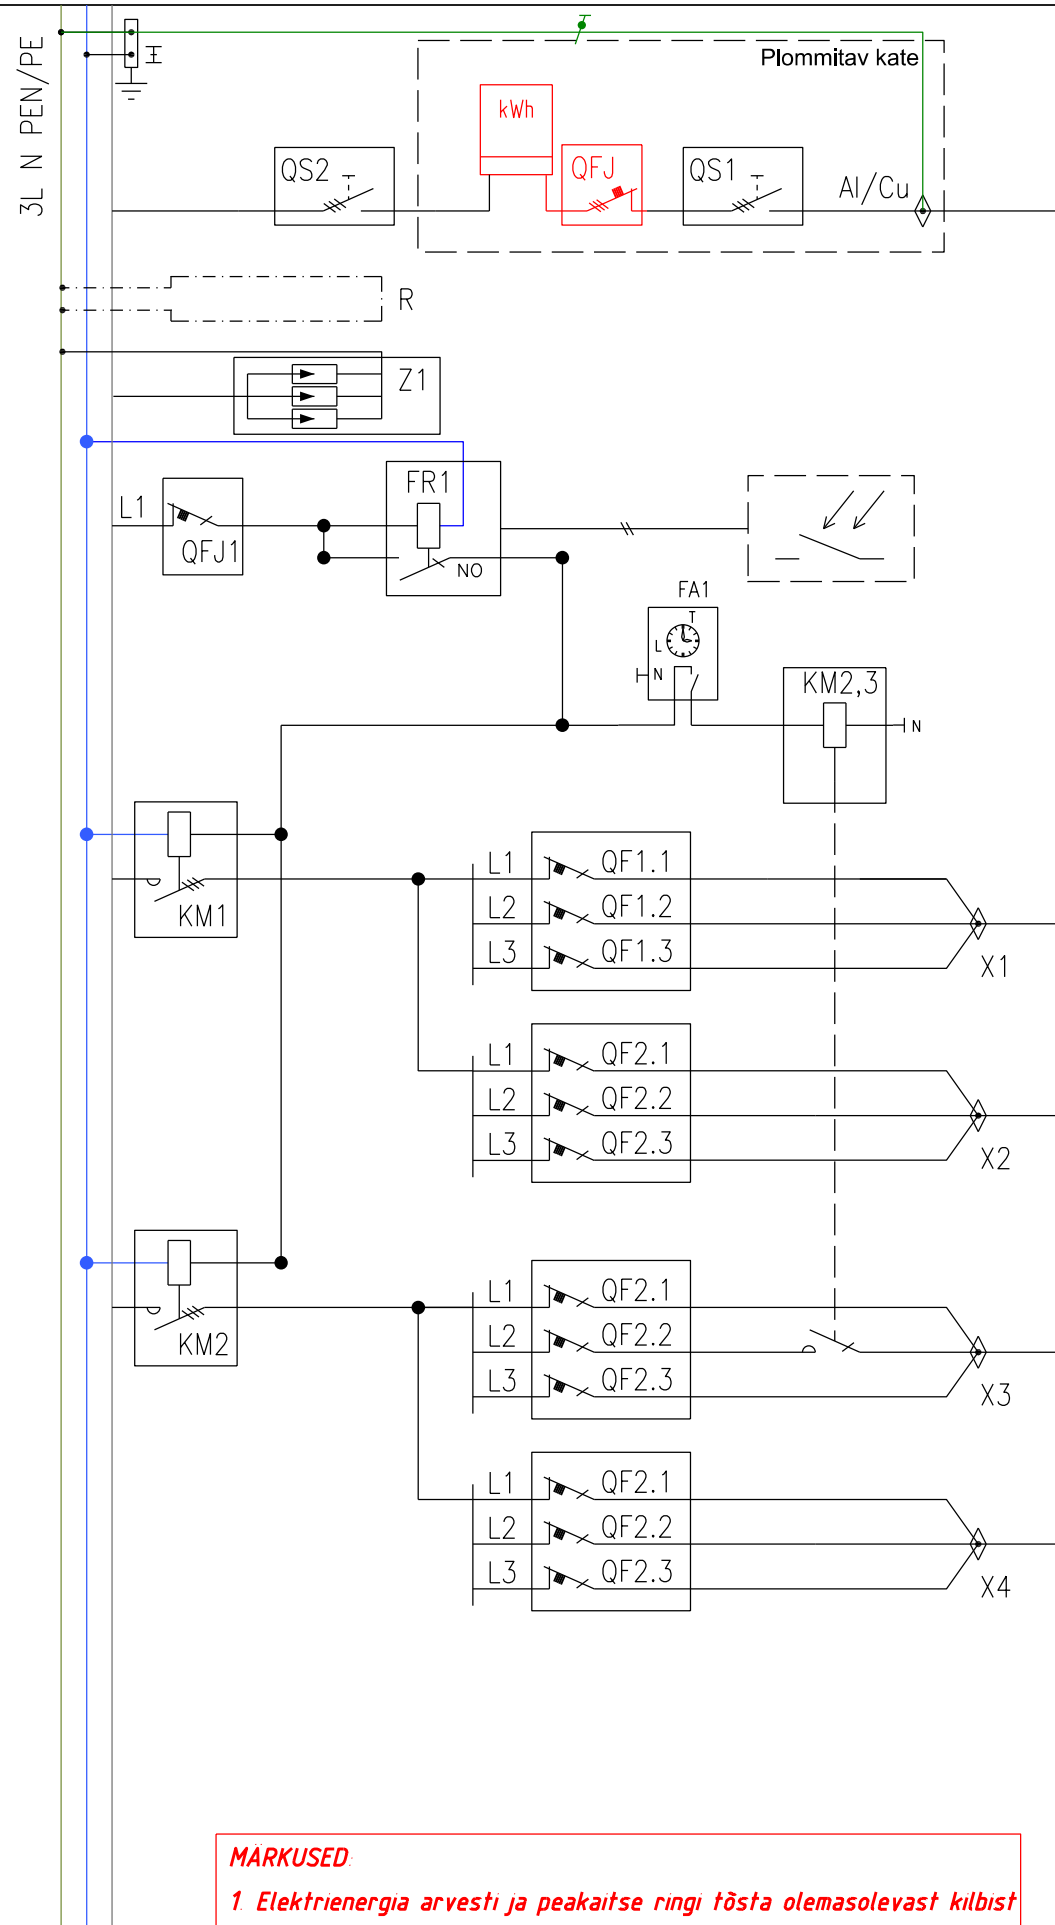 3L N PEN/PE
Plommitav kate
kWh
QS2
QFJ
QS1
Al/Cu
R
Z1
FR1
L1
QFJ1
NO
FA1
T
L
N
KM2,3
N
KM1
L1 QF1.1
L2 QF1.2
L3 QF1.3
X1
L1 QF2.1
L2 QF2.2
L3 QF2.3
X2
KM2
L1 QF2.1
L2 QF2.2
L3 QF2.3
X3
L1 QF2.1
L2 QF2.2
L3 QF2.3
X4
MÄRKUSED:
1. Elektrienergia arvesti ja peakaitse ringi tõsta olemasolevast kilbist